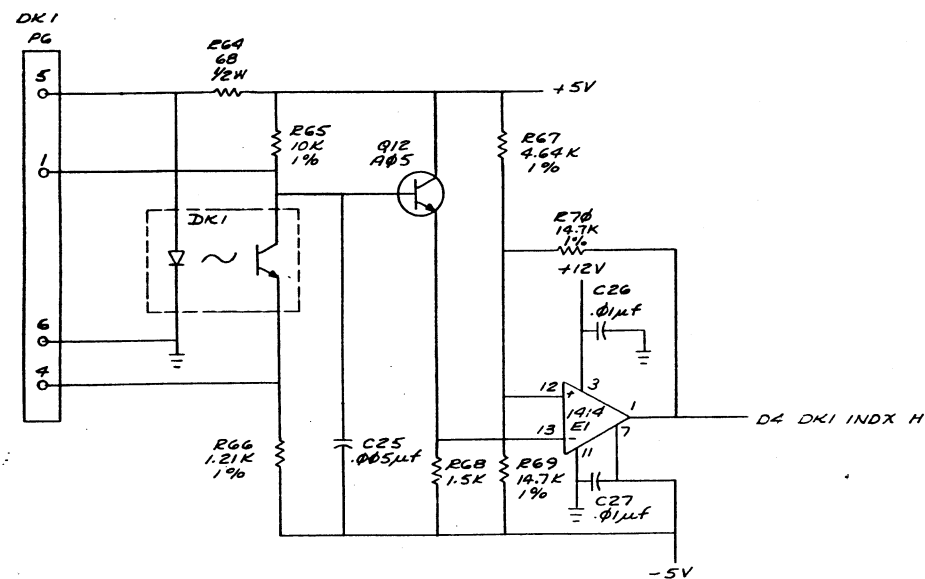 DK1
P6
5
1
6
4
R64
68
1/2W
+5V
R65
10K
1%
Q12
AØ5
R67
4.64K
1%
DK1
R7Ø
14.7K
1%
+12V
C26
.Ø1µf
12
+
3
1414
E1
1
13
-
7
11
D4 DK1 INDX H
R66
1.21K
1%
C25
.ØØ5µf
R68
1.5K
R69
14.7K
1%
C27
.Ø1µf
-5V